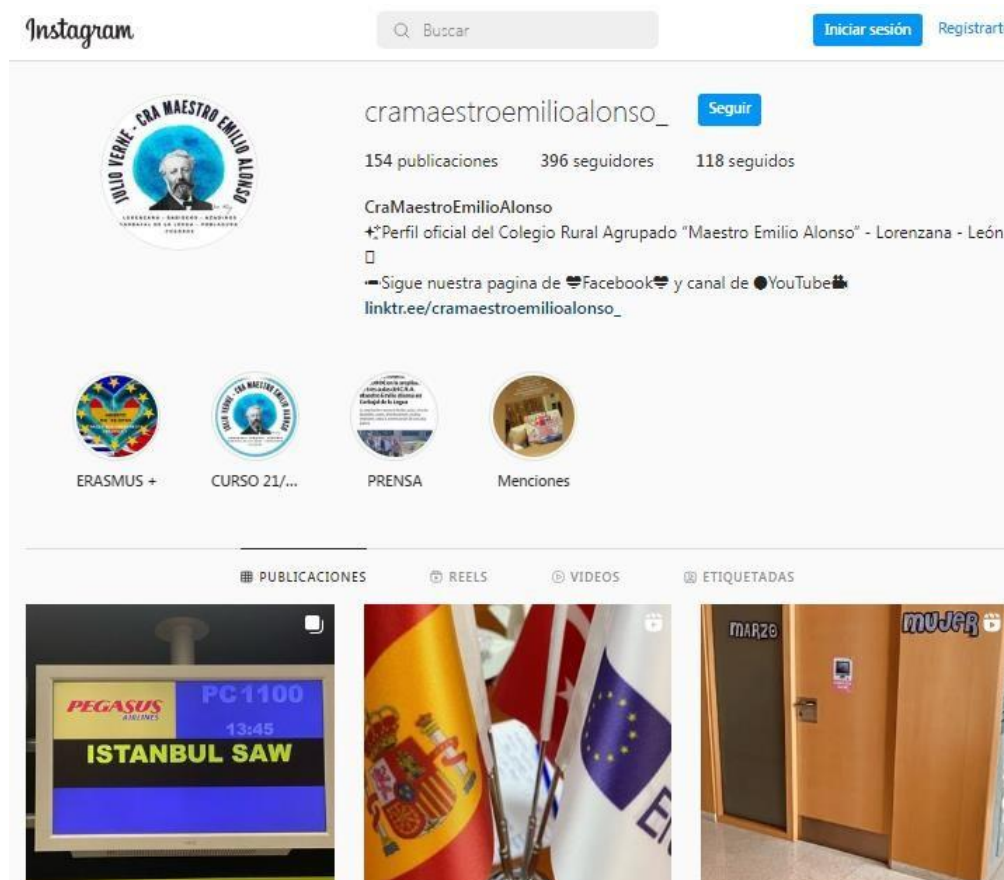 Instagram
Buscar
Iniciar sesión
Regístrart
JULIO VERNE - CRA MAESTRO EMILIO ALONSO
cramaestroemilioalonso_
Seguir
154 publicaciones
396 seguidores
118 seguidos
CraMaestroEmilioAlonso
Perfil oficial del Colegio Rural Agrupado "Maestro Emilio Alonso" - Lorenzana - León
Sigue nuestra pagina de Facebook y canal de YouTube
linktr.ee/cramaestroemilioalonso_
ERASMUS +
CURSO 21/...
PRENSA
Menciones
PUBLICACIONES
REELS
VIDEOS
ETIQUETADAS
PEGASUS
AIRLINES
PC1100
13:45
ISTANBUL SAW
MARZO
MUJER